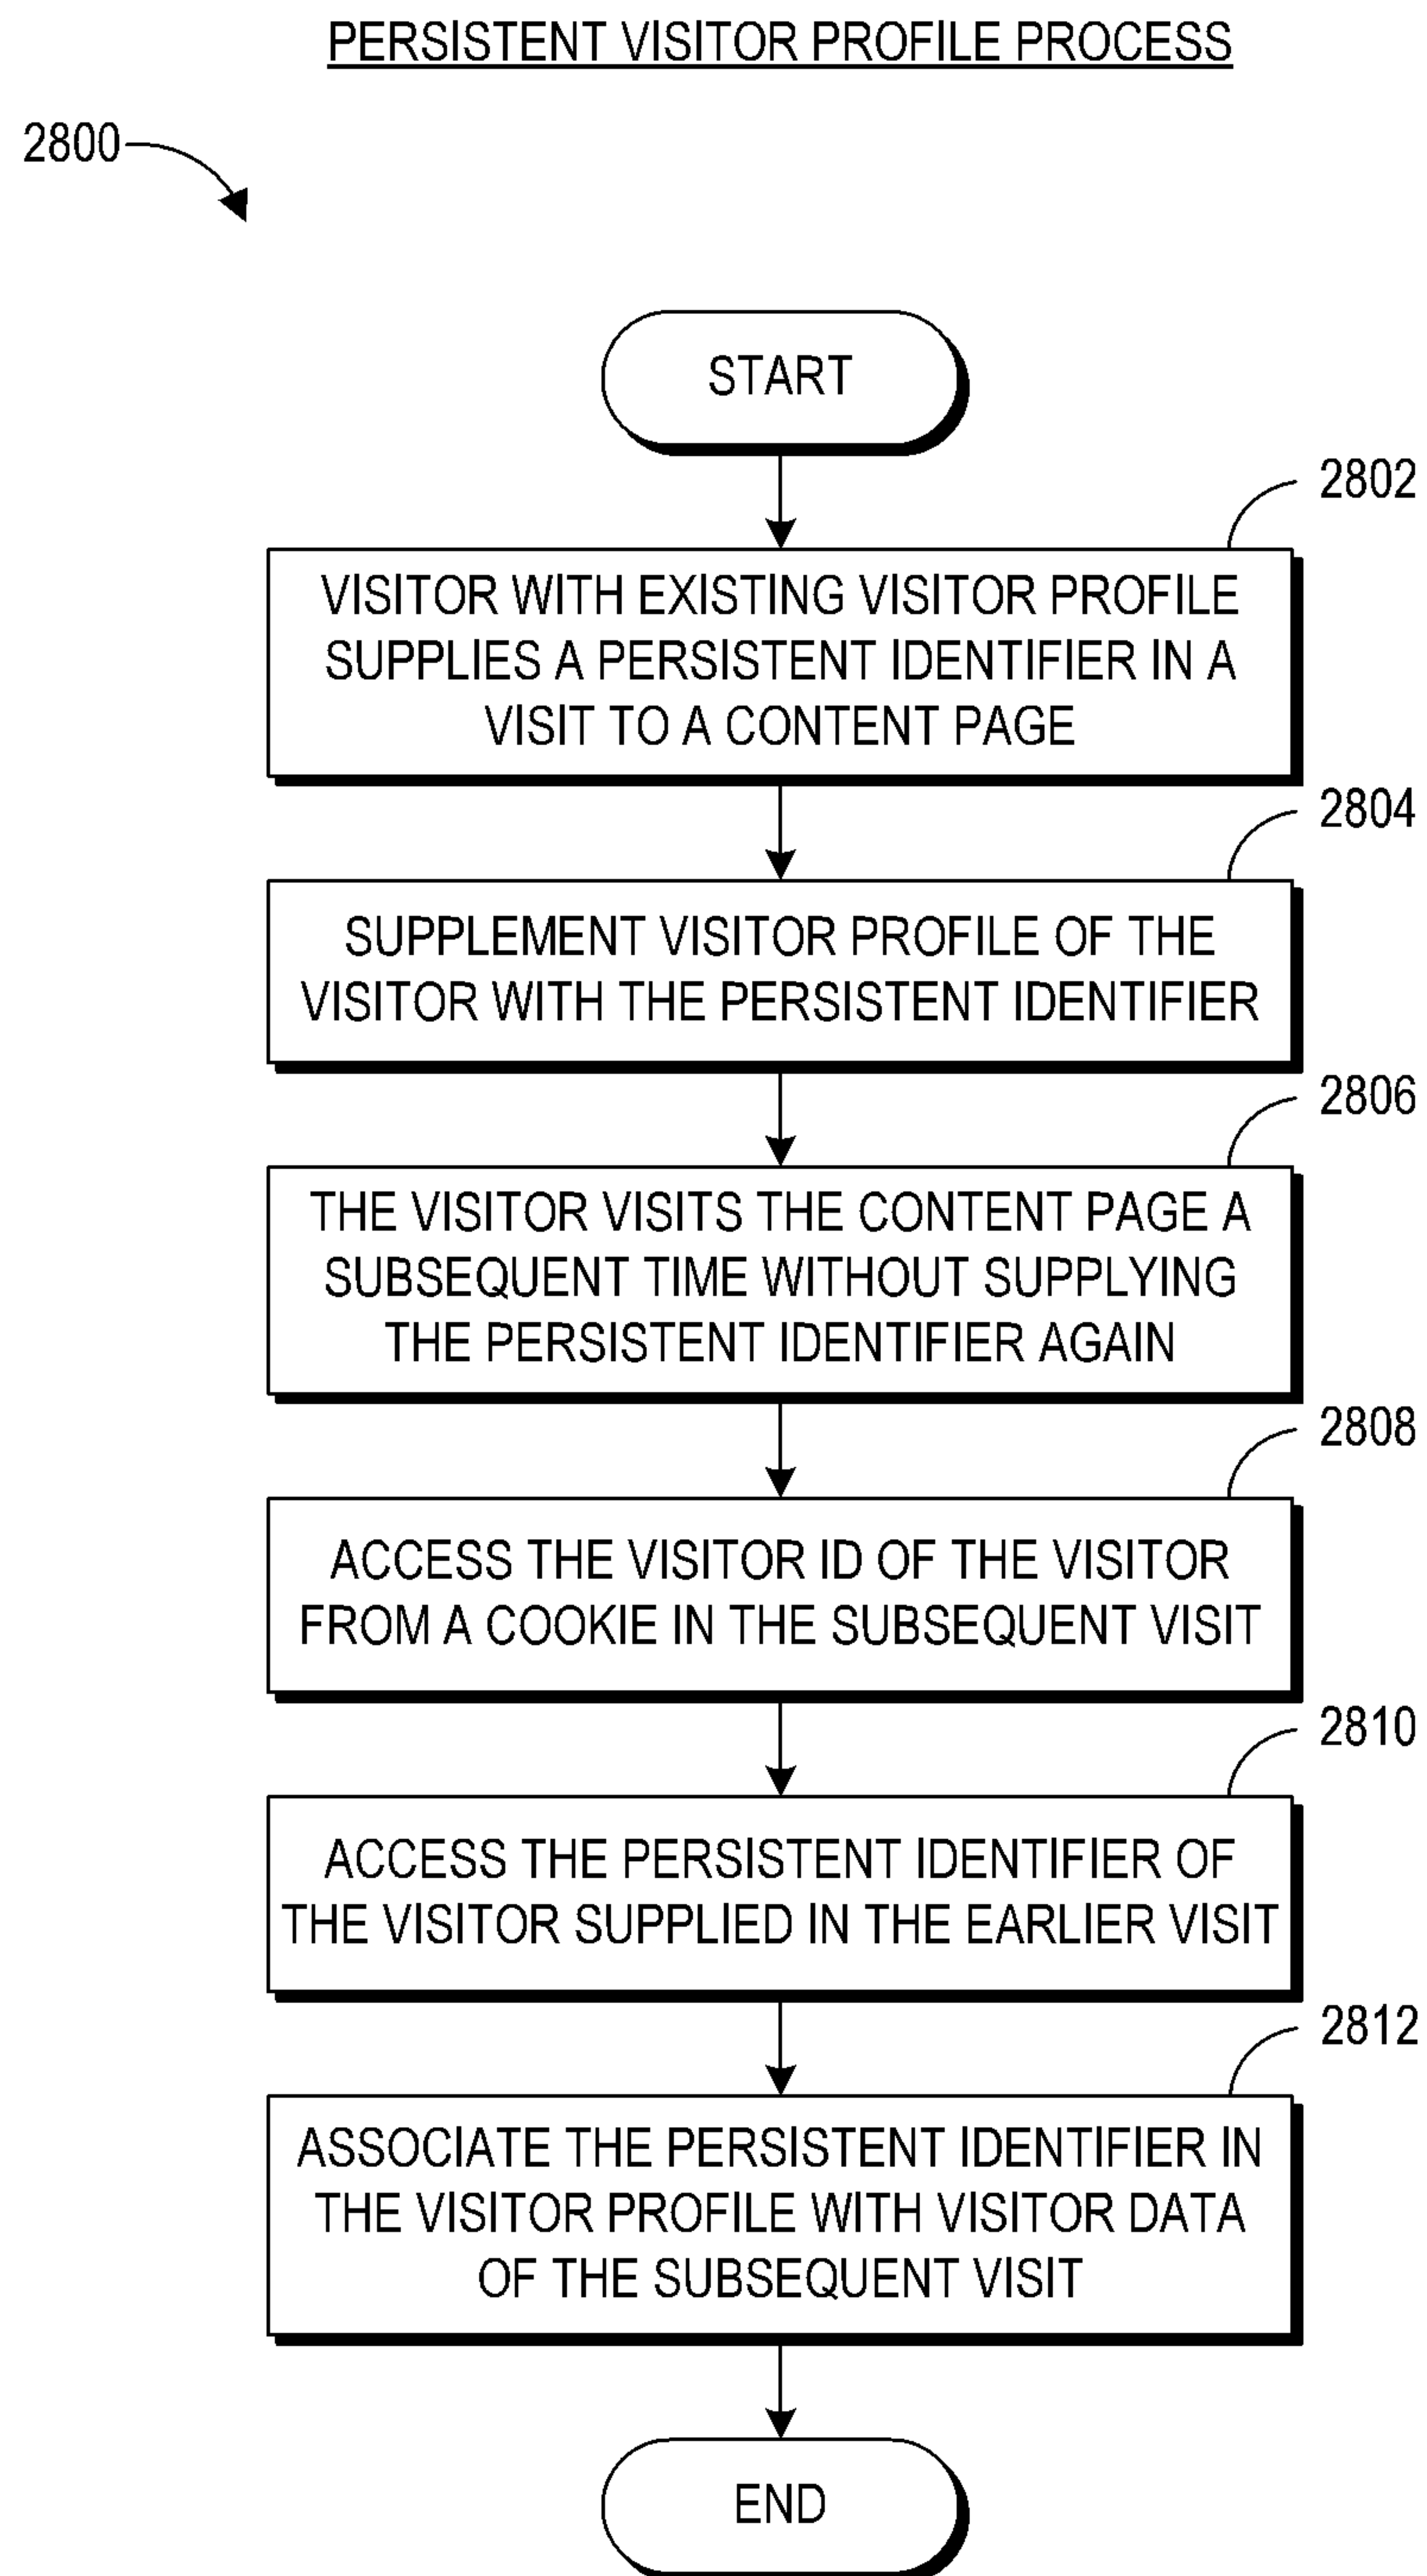 PERSISTENT VISITOR PROFILE PROCESS
2800
START
2802
VISITOR WITH EXISTING VISITOR PROFILE
SUPPLIES A PERSISTENT IDENTIFIER IN A
VISIT TO A CONTENT PAGE
2804
SUPPLEMENT VISITOR PROFILE OF THE
VISITOR WITH THE PERSISTENT IDENTIFIER
2806
THE VISITOR VISITS THE CONTENT PAGE A
SUBSEQUENT TIME WITHOUT SUPPLYING
THE PERSISTENT IDENTIFIER AGAIN
2808
ACCESS THE VISITOR ID OF THE VISITOR
FROM A COOKIE IN THE SUBSEQUENT VISIT
2810
ACCESS THE PERSISTENT IDENTIFIER OF
THE VISITOR SUPPLIED IN THE EARLIER VISIT
2812
ASSOCIATE THE PERSISTENT IDENTIFIER IN
THE VISITOR PROFILE WITH VISITOR DATA
OF THE SUBSEQUENT VISIT
END